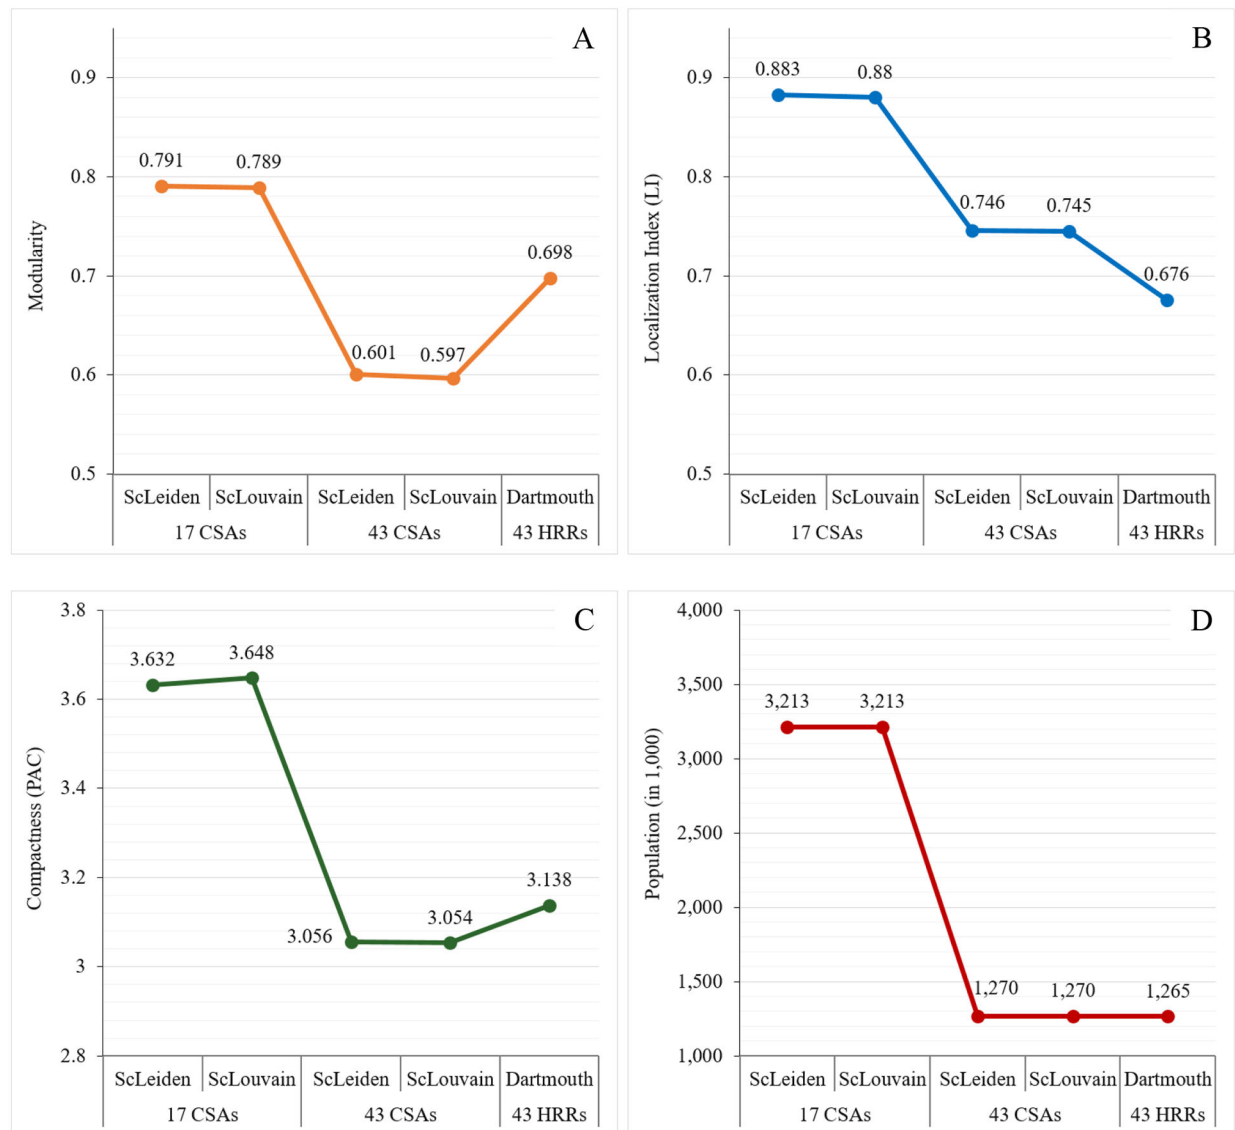 A
Modularity
0.9
0.8
0.7
0.6
0.5
0.791
0.789
0.601
0.597
0.698
ScLeiden ScLouvain ScLeiden ScLouvain Dartmouth
17 CSAs 43 CSAs 43 HRRs
B
Localization Index (LI)
0.9
0.8
0.7
0.6
0.5
0.883
0.88
0.746
0.745
0.676
ScLeiden ScLouvain ScLeiden ScLouvain Dartmouth
17 CSAs 43 CSAs 43 HRRs
C
Compactness (PAC)
3.8
3.6
3.4
3.2
3
2.8
3.632
3.648
3.056
3.054
3.138
ScLeiden ScLouvain ScLeiden ScLouvain Dartmouth
17 CSAs 43 CSAs 43 HRRs
D
Population (in 1,000)
4,000
3,500
3,000
2,500
2,000
1,500
1,000
3,213
3,213
1,270
1,270
1,265
ScLeiden ScLouvain ScLeiden ScLouvain Dartmouth
17 CSAs 43 CSAs 43 HRRs